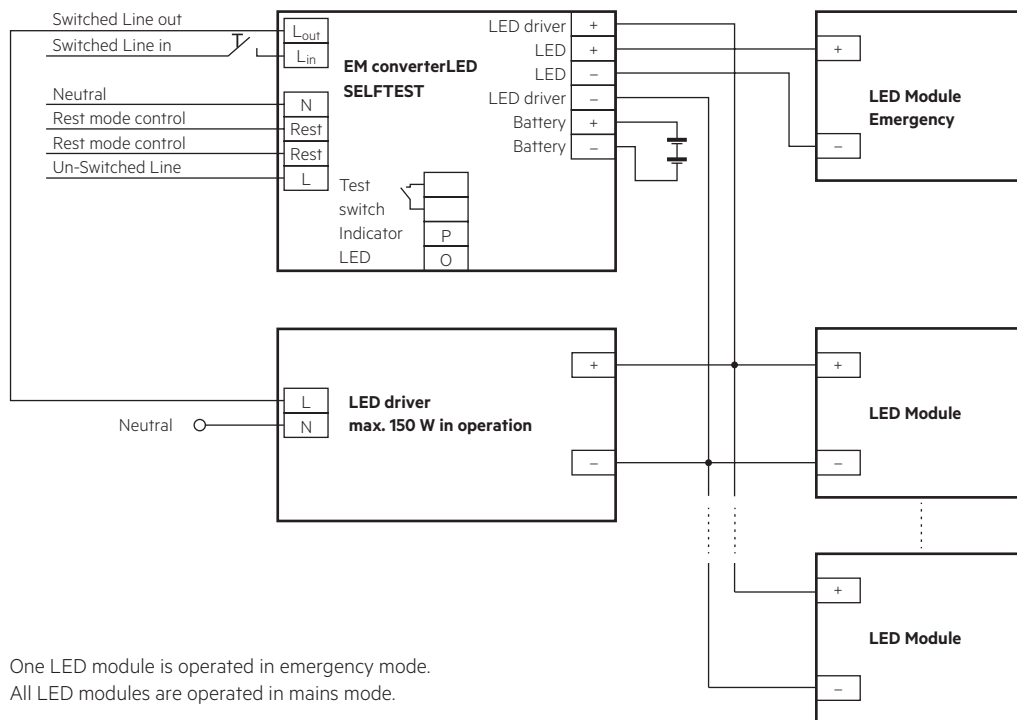 Switched Line out
Switched Line in
Neutral
Rest mode control
Rest mode control
Un-Switched Line
Lout
Lin
N
Rest
Rest
L
EM converterLED
SELFTEST
Test
switch
Indicator
LED
P
O
LED driver +
LED +
LED –
LED driver –
Battery +
Battery –
+
–
LED Module
Emergency
Neutral
L
N
LED driver
max. 150 W in operation
+
–
+
–
LED Module
+
–
LED Module
One LED module is operated in emergency mode.
All LED modules are operated in mains mode.